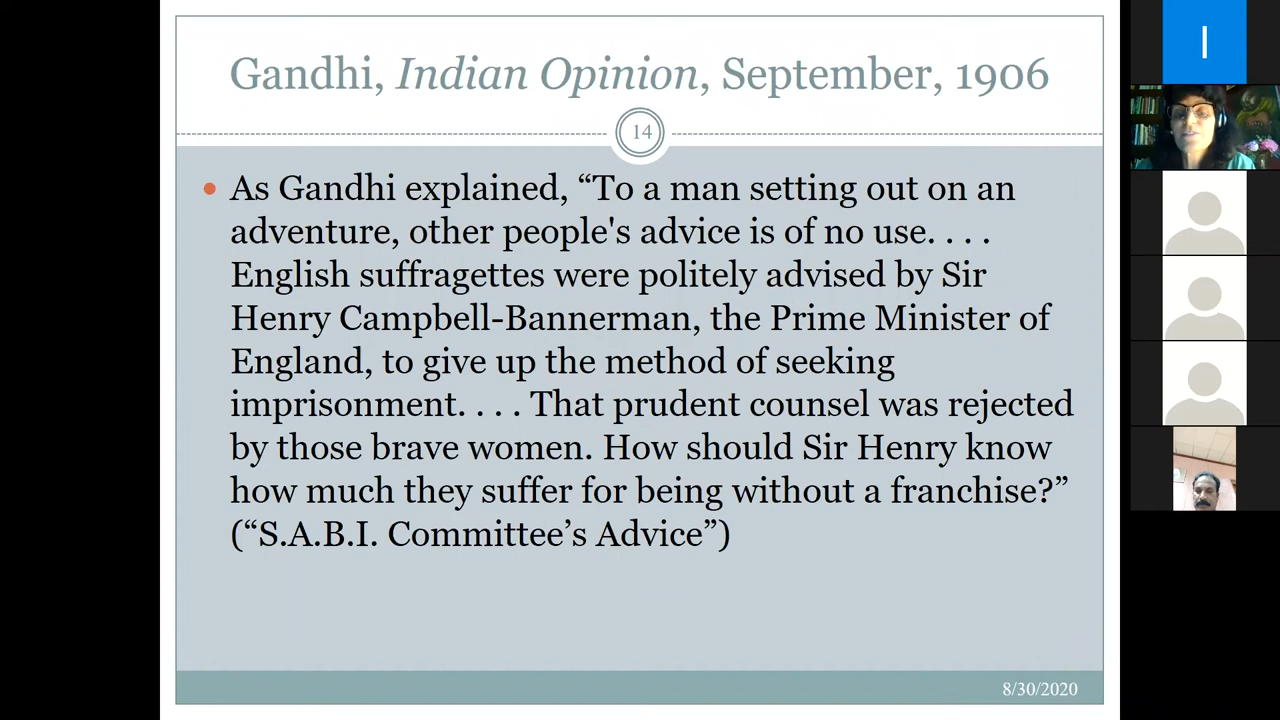 Gandhi, Indian Opinion, September, 1906
14
• As Gandhi explained, “To a man setting out on an
adventure, other people's advice is of no use. . . .
English suffragettes were politely advised by Sir
Henry Campbell-Bannerman, the Prime Minister of
England, to give up the method of seeking
imprisonment. . . . That prudent counsel was rejected
by those brave women. How should Sir Henry know
how much they suffer for being without a franchise?”
(“S.A.B.I. Committee’s Advice”)
8/30/2020
I